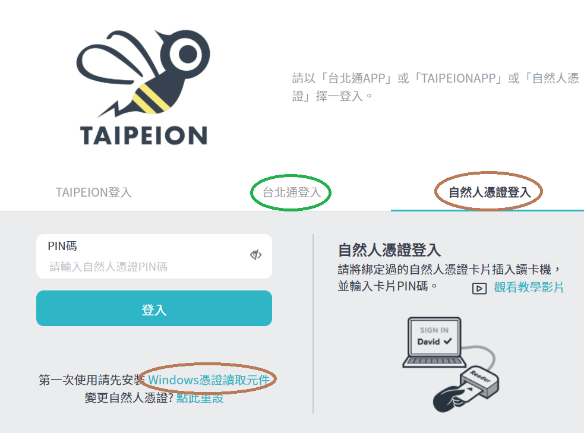 TAIPEION
請以「台北通APP」或「TAIPEIONAPP」或「自然人憑
證」擇一登入。
TAIPEION登入
台北通登入
自然人憑證登入
PIN碼
請輸入自然人憑證PIN碼
登入
第一次使用請先安裝 Windows憑證讀取元件
變更自然人憑證? 點此重設
自然人憑證登入
請將綁定過的自然人憑證卡片插入讀卡機，
並輸入卡片PIN碼。
觀看教學影片
SIGN IN
David
Reader